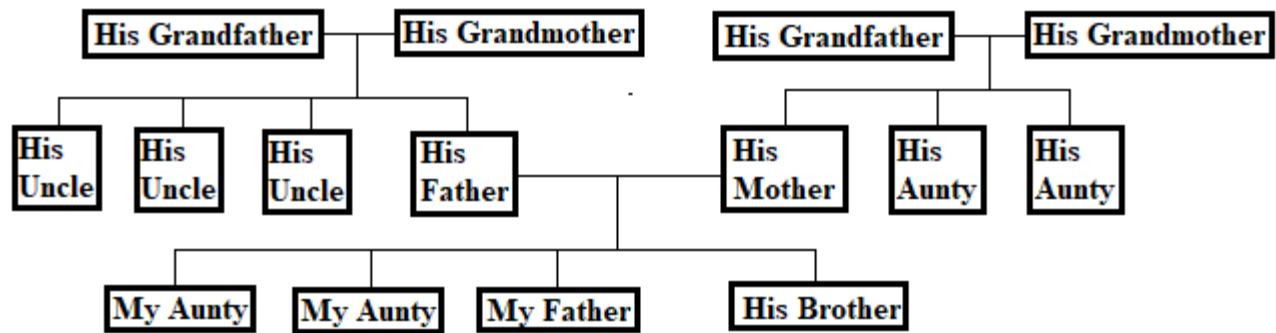 His Grandfather
His Grandmother
His Grandfather
His Grandmother
His
Uncle
His
Uncle
His
Uncle
His
Father
His
Mother
His
Aunty
His
Aunty
My Aunty
My Aunty
My Father
His Brother